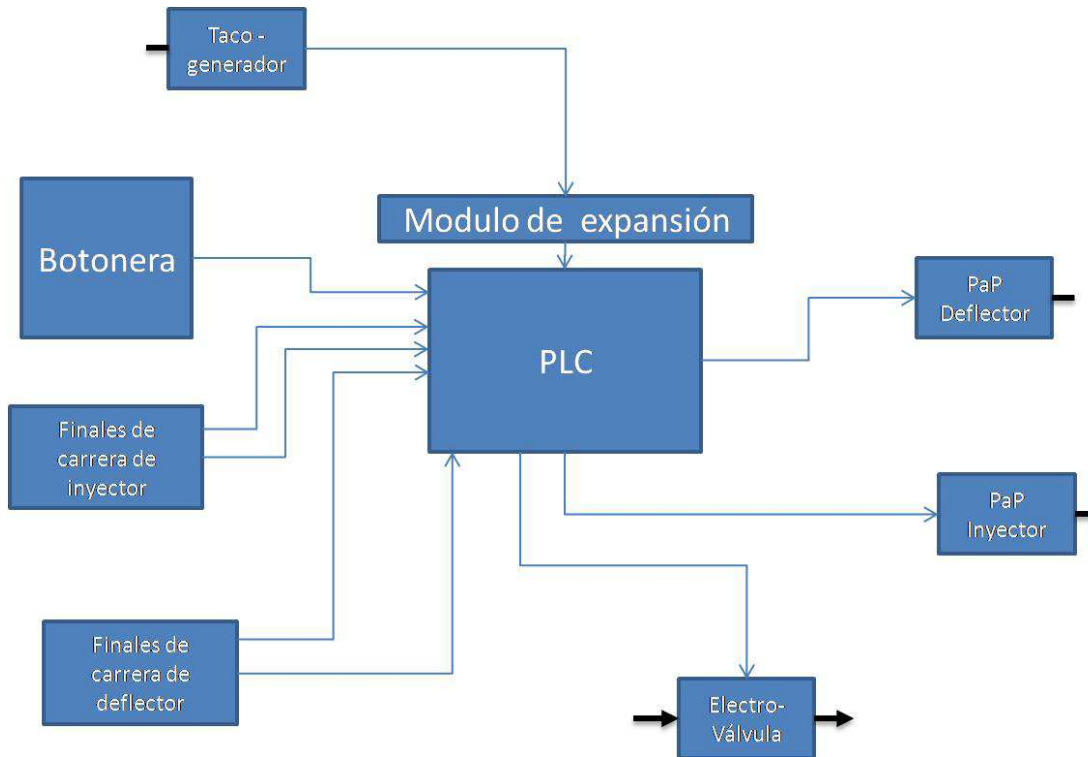 Taco -
generador
Modulo de expansión
Botonera
PLC
PaP
Deflector
Finales de
carrera de
inyector
PaP
Inyector
Finales de
carrera de
deflector
Electro-
Válvula